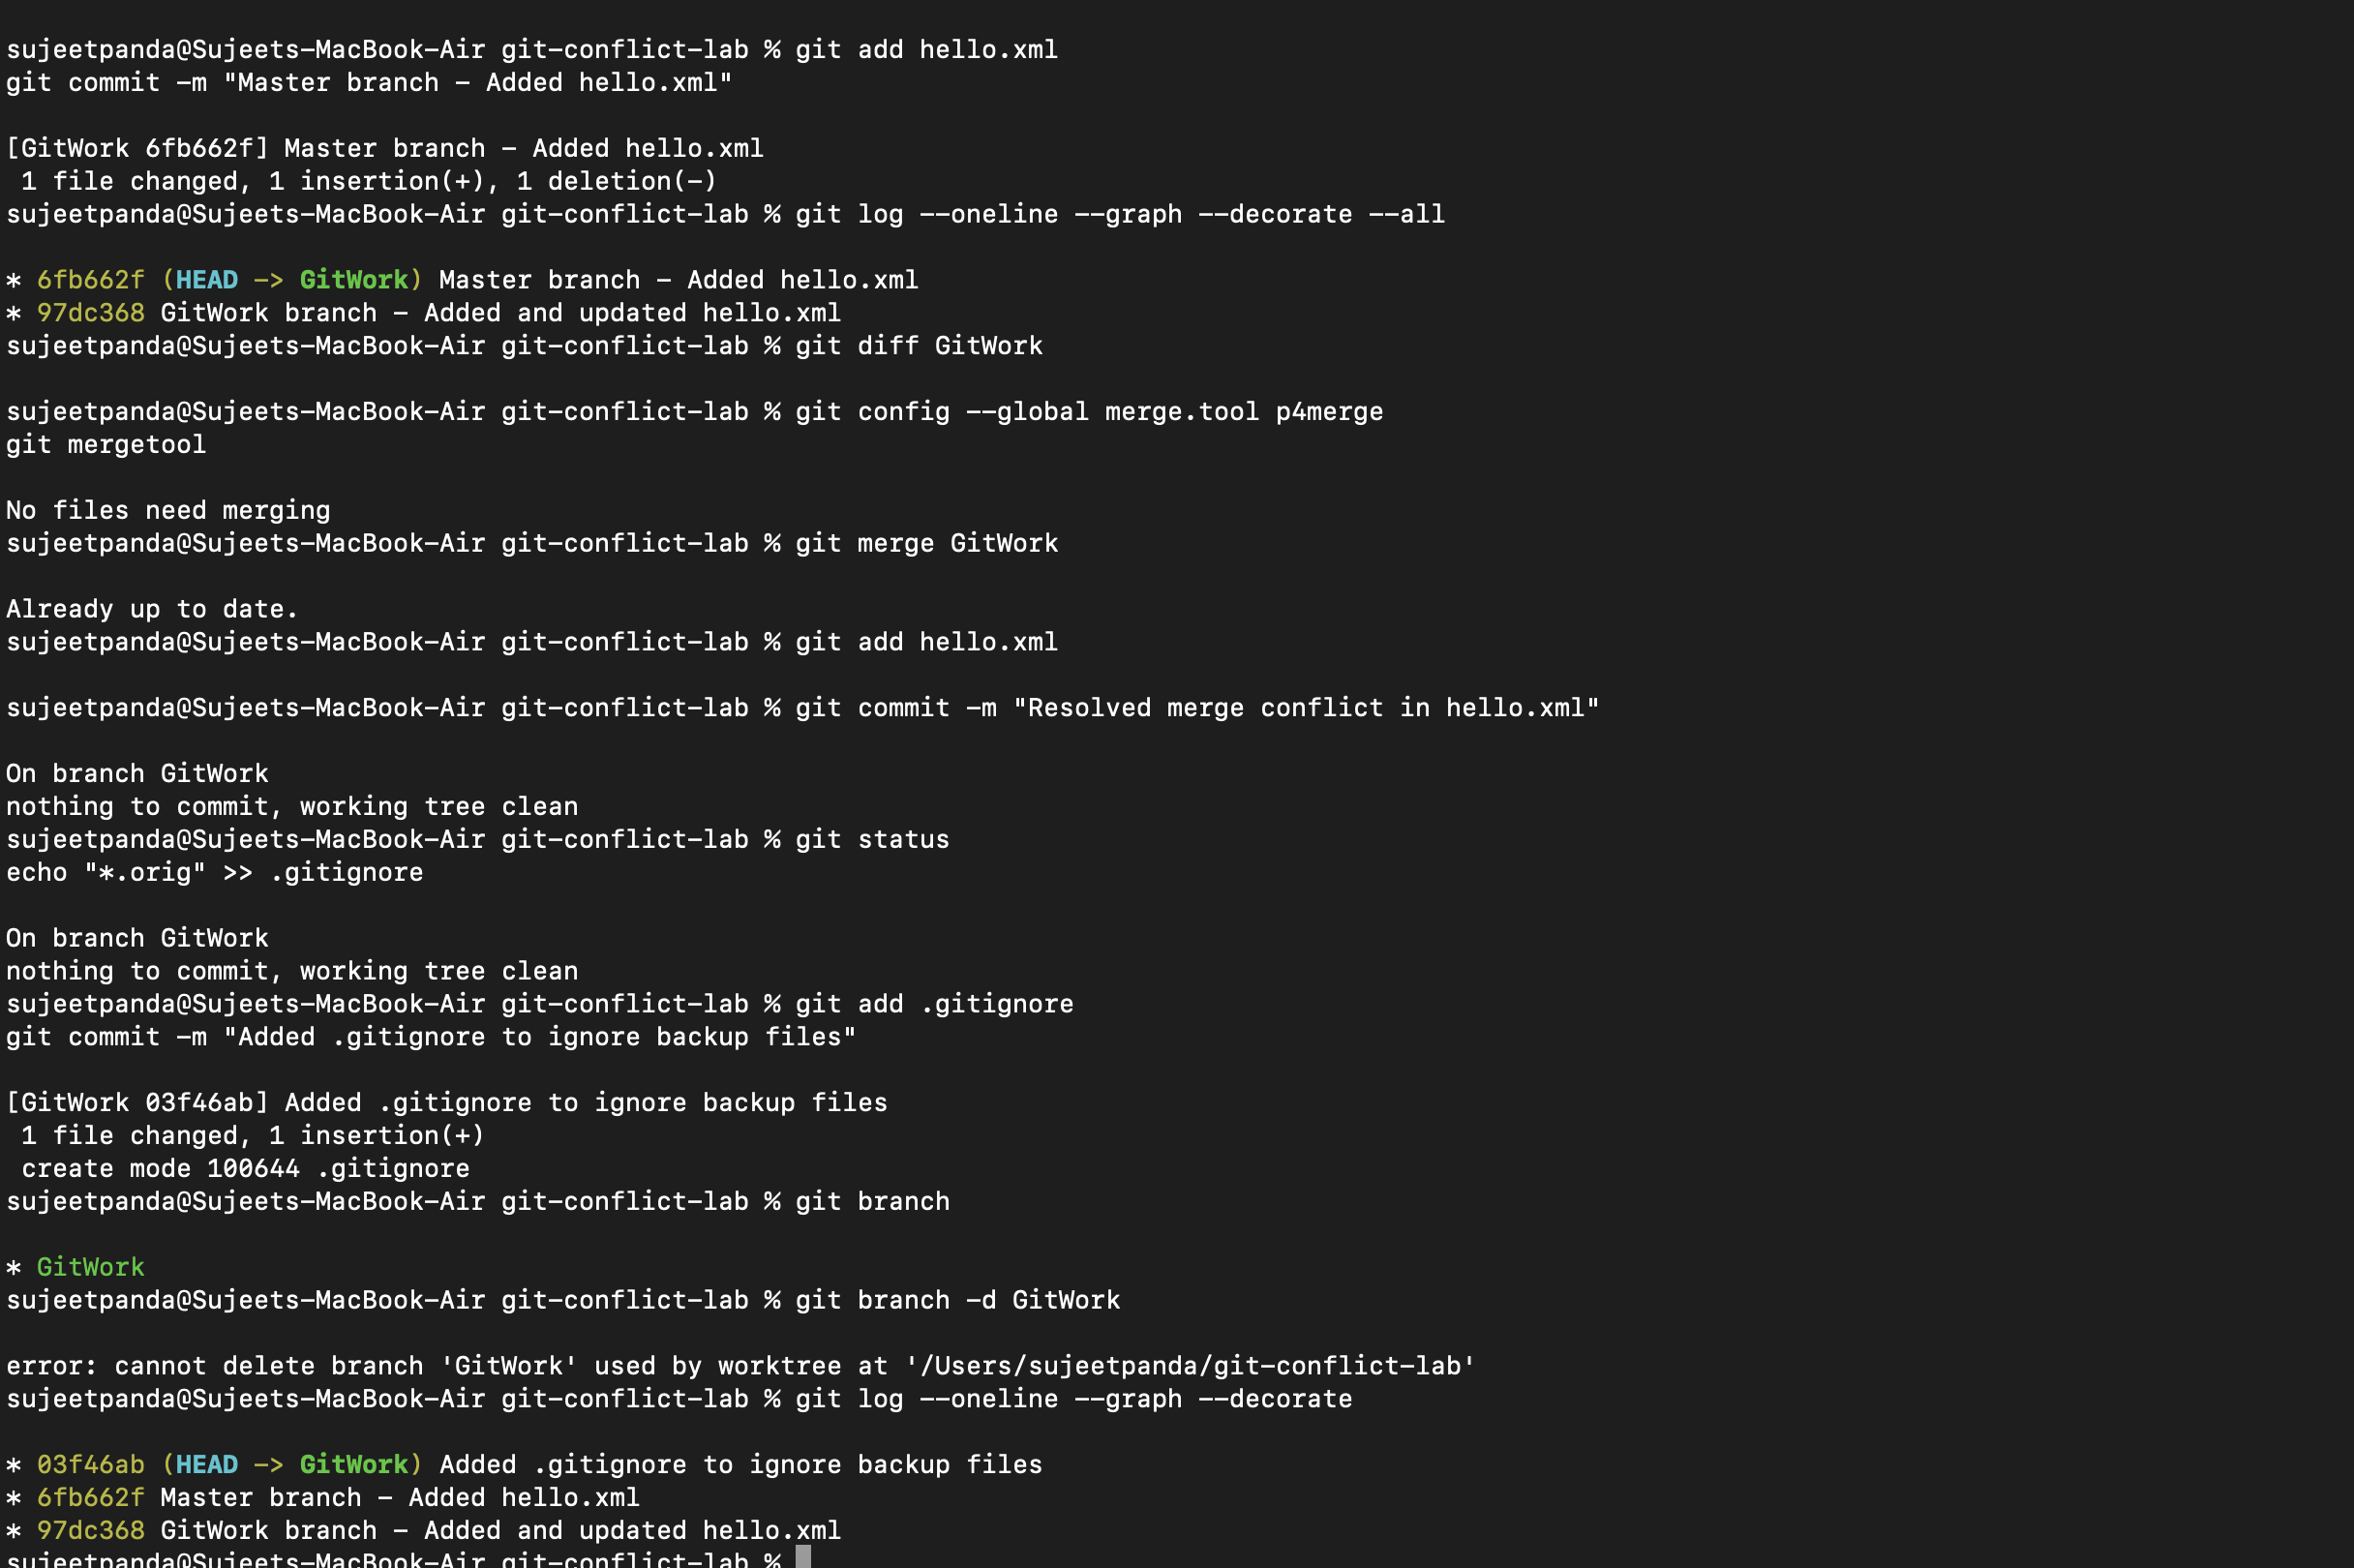 sujeetpanda@Sujeets-MacBook-Air git-conflict-lab % git add hello.xml
git commit -m "Master branch - Added hello.xml"
[GitWork 6fb662f] Master branch - Added hello.xml
 1 file changed, 1 insertion(+), 1 deletion(-)
sujeetpanda@Sujeets-MacBook-Air git-conflict-lab % git log --oneline --graph --decorate --all
* 6fb662f (HEAD -> GitWork) Master branch - Added hello.xml
* 97dc368 GitWork branch - Added and updated hello.xml
sujeetpanda@Sujeets-MacBook-Air git-conflict-lab % git diff GitWork
sujeetpanda@Sujeets-MacBook-Air git-conflict-lab % git config --global merge.tool p4merge
git mergetool
No files need merging
sujeetpanda@Sujeets-MacBook-Air git-conflict-lab % git merge GitWork
Already up to date.
sujeetpanda@Sujeets-MacBook-Air git-conflict-lab % git add hello.xml
sujeetpanda@Sujeets-MacBook-Air git-conflict-lab % git commit -m "Resolved merge conflict in hello.xml"
On branch GitWork
nothing to commit, working tree clean
sujeetpanda@Sujeets-MacBook-Air git-conflict-lab % git status
echo "*.orig" >> .gitignore
On branch GitWork
nothing to commit, working tree clean
sujeetpanda@Sujeets-MacBook-Air git-conflict-lab % git add .gitignore
git commit -m "Added .gitignore to ignore backup files"
[GitWork 03f46ab] Added .gitignore to ignore backup files
 1 file changed, 1 insertion(+)
 create mode 100644 .gitignore
sujeetpanda@Sujeets-MacBook-Air git-conflict-lab % git branch
* GitWork
sujeetpanda@Sujeets-MacBook-Air git-conflict-lab % git branch -d GitWork
error: cannot delete branch 'GitWork' used by worktree at '/Users/sujeetpanda/git-conflict-lab'
sujeetpanda@Sujeets-MacBook-Air git-conflict-lab % git log --oneline --graph --decorate
* 03f46ab (HEAD -> GitWork) Added .gitignore to ignore backup files
* 6fb662f Master branch - Added hello.xml
* 97dc368 GitWork branch - Added and updated hello.xml
sujeetpanda@Sujeets-MacBook-Air git-conflict-lab %